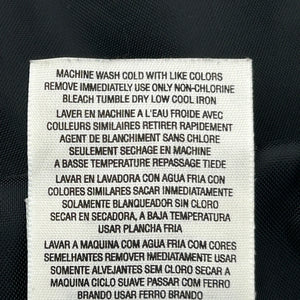 MACHINE WASH COLD WITH LIKE COLORS
REMOVE IMMEDIATELY USE ONLY NON-CHLORINE
BLEACH TUMBLE DRY LOW COOL IRON
LAVER EN MACHINE A L'EAU FROIDE AVEC
COULEURS SIMILAIRES RETIRER RAPIDEMENT
AGENT DE BLANCHIMENT SANS CHLORE
SEULEMENT SECHAGE EN MACHINE
A BASSE TEMPERATURE REPASSAGE TIEDE
LAVAR EN LAVADORA CON AGUA FRIA CON
COLORES SIMILARES SACAR INMEDIATAMENTE
SOLAMENTE BLANQUEADOR SIN CLORO
SECAR EN SECADORA, A BAJA TEMPERATURA
USAR PLANCHA FRIA
LAVAR A MAQUINA COM AGUA FRIA COM CORES
SEMELHANTES REMOVER IMEDIATAMENTE USAR
SOMENTE ALVEJANTES SEM CLORO SECAR A
MAQUINA CICLO SUAVE PASSAR COM FERRO
BRANDO USAR FERRO BRANDO